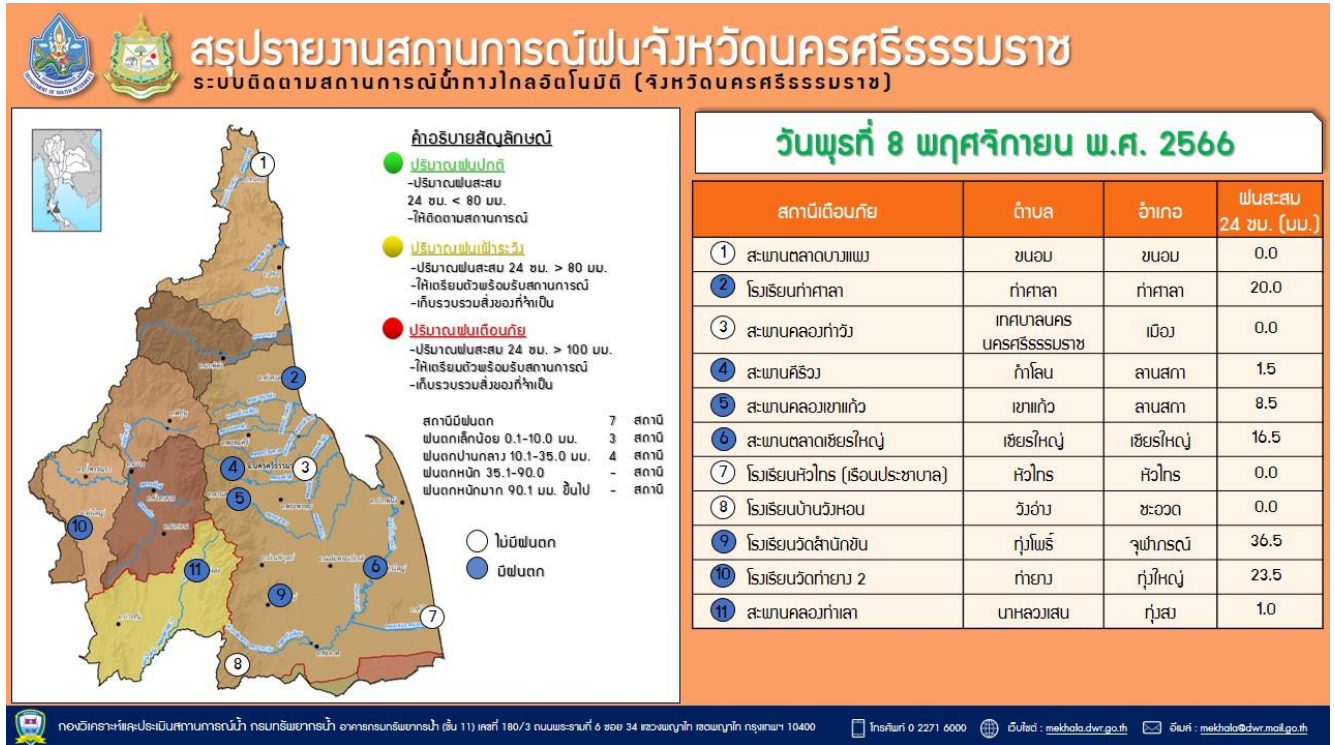 สรุปรายงานสถานการณ์ฝนจังหวัดนครศรีธรรมราช
ระบบติดตามสถานการณ์น้ำทางไกลอัตโนมัติ (จังหวัดนครศรีธรรมราช)
คำอธิบายสัญลักษณ์
ปริมาณฝนปกติ
-ปริมาณฝนสะสม
24 ชม. < 80 มม.
-ให้ติดตามสถานการณ์
ปริมาณฝนเฝ้าระวัง
-ปริมาณฝนสะสม 24 ชม. > 80 มม.
-ให้เตรียมตัวพร้อมรับสถานการณ์
-เก็บรวบรวมสิ่งของที่จำเป็น
ปริมาณฝนเตือนภัย
-ปริมาณฝนสะสม 24 ชม. > 100 มม.
-ให้เตรียมตัวพร้อมรับสถานการณ์
-เก็บรวบรวมสิ่งของที่จำเป็น
สถานีมีฝนตก 7 สถานี
ฝนตกเล็กน้อย 0.1-10.0 มม. 3 สถานี
ฝนตกปานกลาง 10.1-35.0 มม. 4 สถานี
ฝนตกหนัก 35.1-90.0 - สถานี
ฝนตกหนักมาก 90.1 มม. ขึ้นไป - สถานี
ไม่มีฝนตก
มีฝนตก
1
2
4
3
5
10
11
6
9
7
8
วันพุธที่ 8 พฤศจิกายน พ.ศ. 2566
สถานีเตือนภัย ตำบล อำเภอ ฝนสะสม
24 ชม. (มม.)
1 สะพานตลาดบางแพง ขนอม ขนอม 0.0
2 โรงเรียนท่าศาลา ท่าศาลา ท่าศาลา 20.0
3 สะพานคลองท่าวัง เทศบาลนคร
นครศรีธรรมราช เมือง 0.0
4 สะพานคีรีวง กำโลน ลานสกา 1.5
5 สะพานคลองเขาแก้ว เขาแก้ว ลานสกา 8.5
6 สะพานตลาดเชียรใหญ่ เชียรใหญ่ เชียรใหญ่ 16.5
7 โรงเรียนหัวไทร (เรือนประชาบาล) หัวไทร หัวไทร 0.0
8 โรงเรียนบ้านวังหอน วังอ่าง ชะอวด 0.0
9 โรงเรียนวัดสำนักขัน ทุ่งโพธิ์ จุฬาภรณ์ 36.5
10 โรงเรียนวัดท่ายาง 2 ท่ายาง ทุ่งใหญ่ 23.5
11 สะพานคลองท่าเลา นาหลวงเสน ทุ่งสง 1.0
กองวิเคราะห์และประเมินสถานการณ์น้ำ กรมทรัพยากรน้ำ อาคารกรมทรัพยากรน้ำ (ชั้น 11) เลขที่ 180/3 ถนนพระรามที่ 6 ซอย 34 แขวงพญาไท เขตพญาไท กรุงเทพฯ 10400 โทรศัพท์ 0 2271 6000 เว็บไซต์ : mekhala.dwr.go.th อีเมล์ : mekhala@dwr.mail.go.th